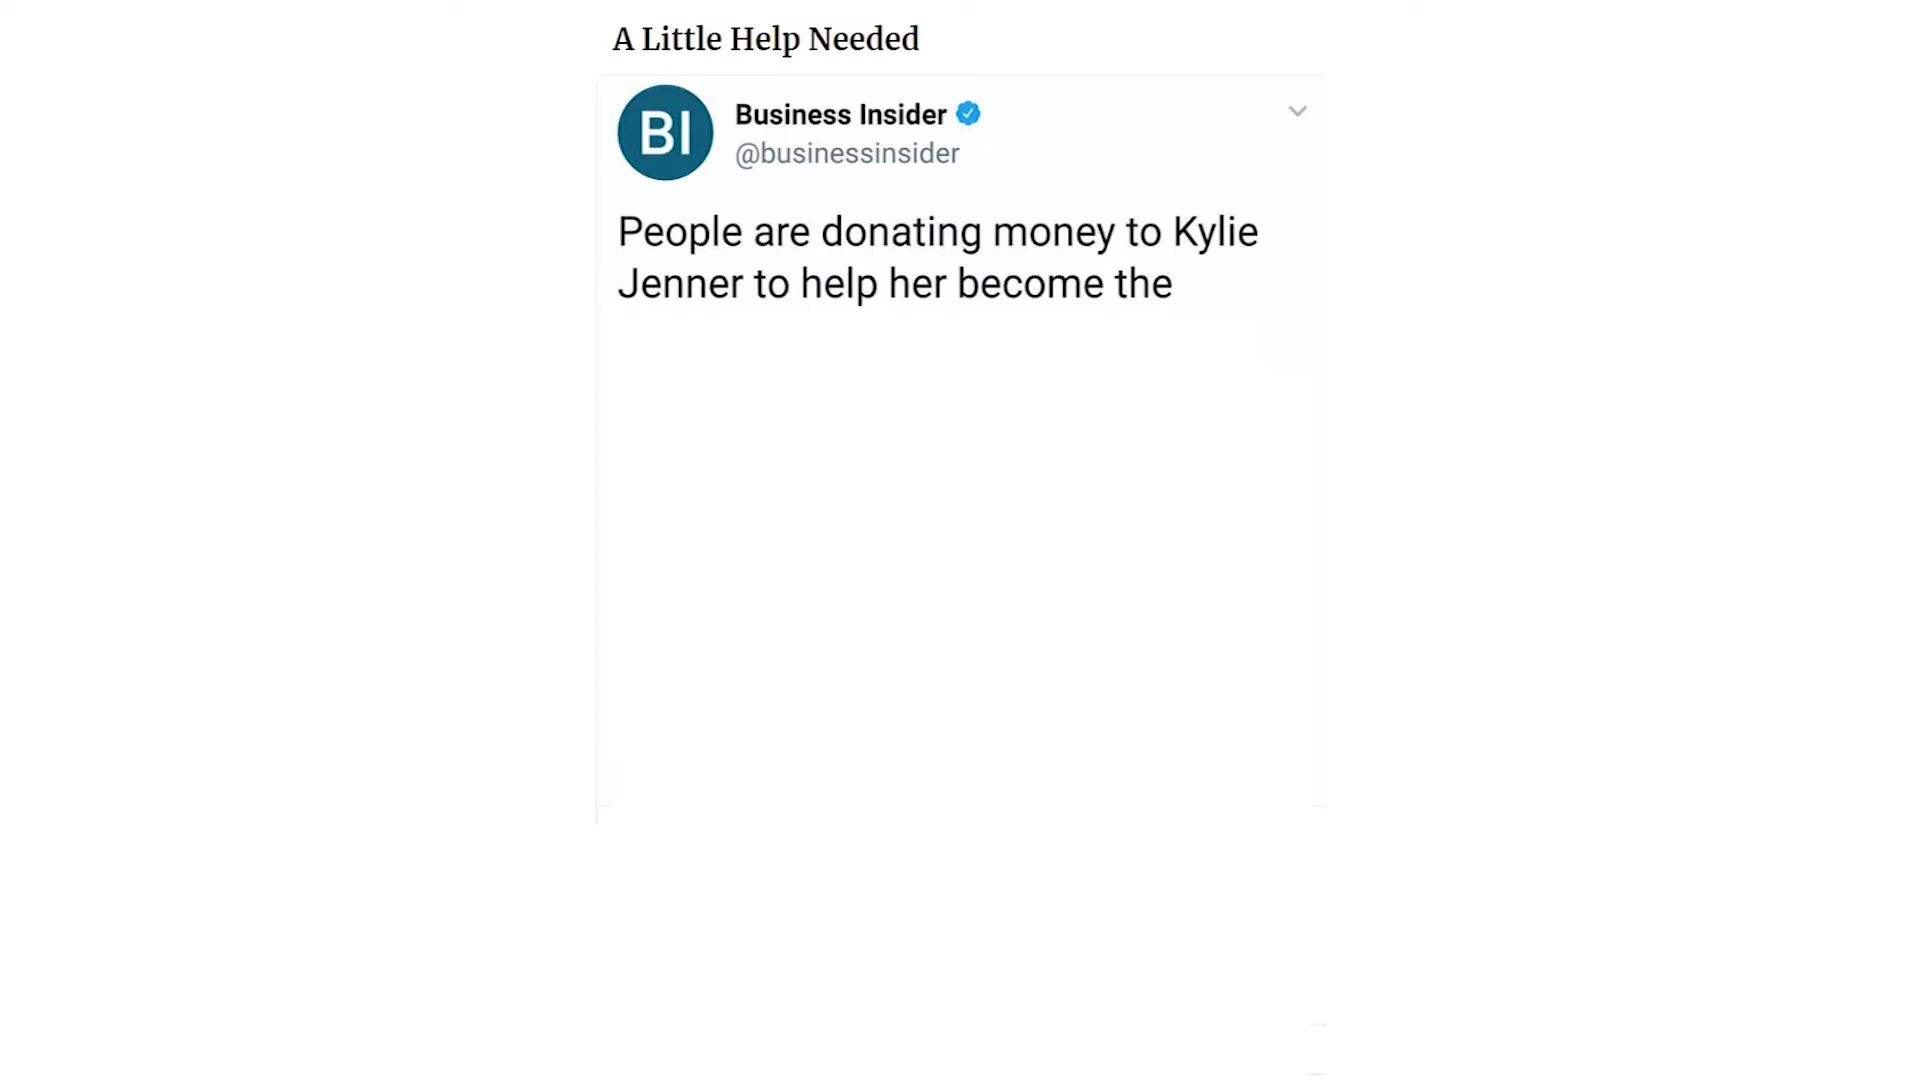 A Little Help Needed
BI
Business Insider
@businessinsider
People are donating money to Kylie
Jenner to help her become the